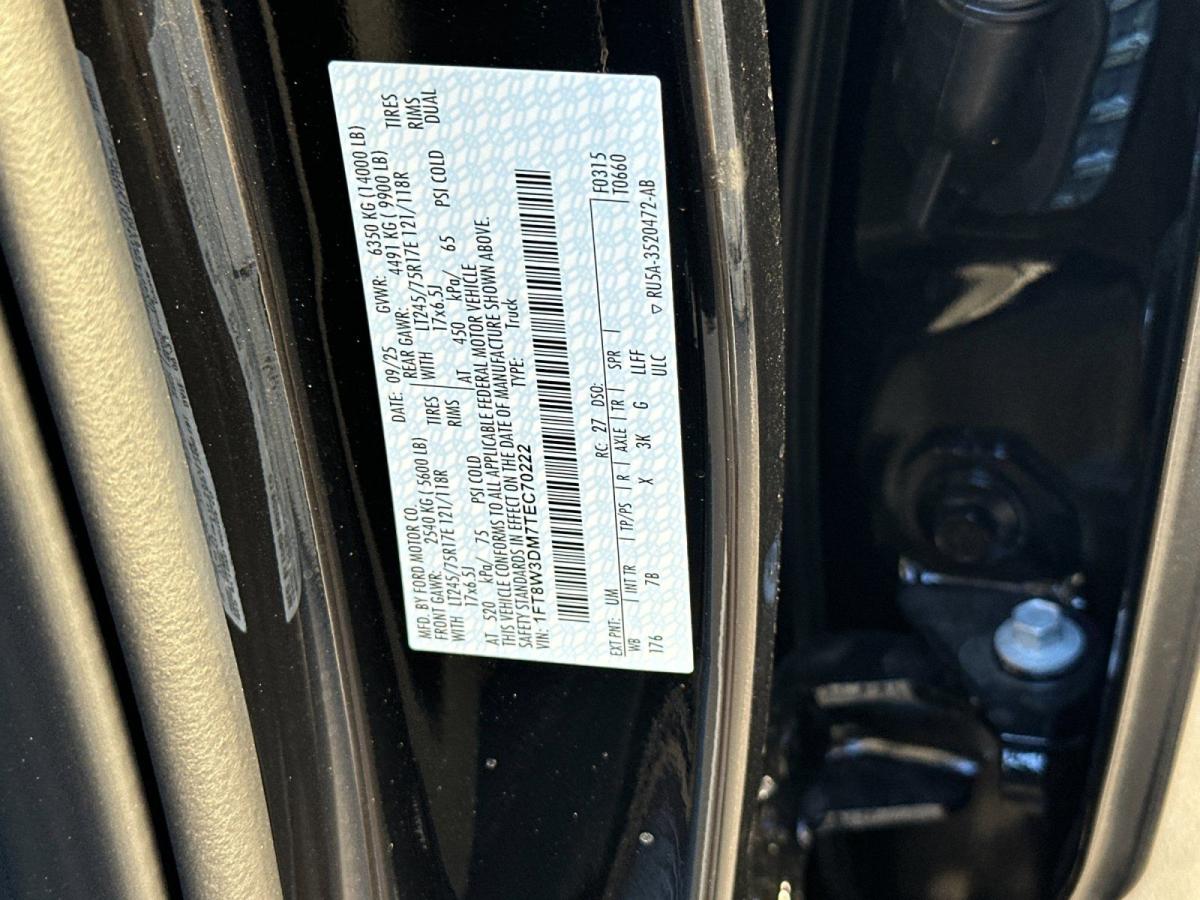 MFD. BY FORD MOTOR CO.
DATE: 09/25 GVWR: 6350 KG (14000 LB)
FRONT GAWR: 2540 KG ( 5600 LB) REAR GAWR: 4491 KG ( 9900 LB)
WITH LT245/75R17E 121/118R TIRES WITH LT245/75R17E 121/118R TIRES
17x6.5J RIMS 17x6.5J RIMS
AT 520 kPa/ 75 PSI COLD AT 450 kPa/ 65 PSI COLD DUAL
THIS VEHICLE CONFORMS TO ALL APPLICABLE FEDERAL MOTOR VEHICLE
SAFETY STANDARDS IN EFFECT ON THE DATE OF MANUFACTURE SHOWN ABOVE.
VIN: 1FT8W3DM7TEC70222 TYPE: Truck
EXT PNT: UM RC: 27 DSO: F0315
WB INT TR TP/PS R AXLE TR SPR T0660
176 7B X 3K G LLFF
ULC RU5A-3520472-AB